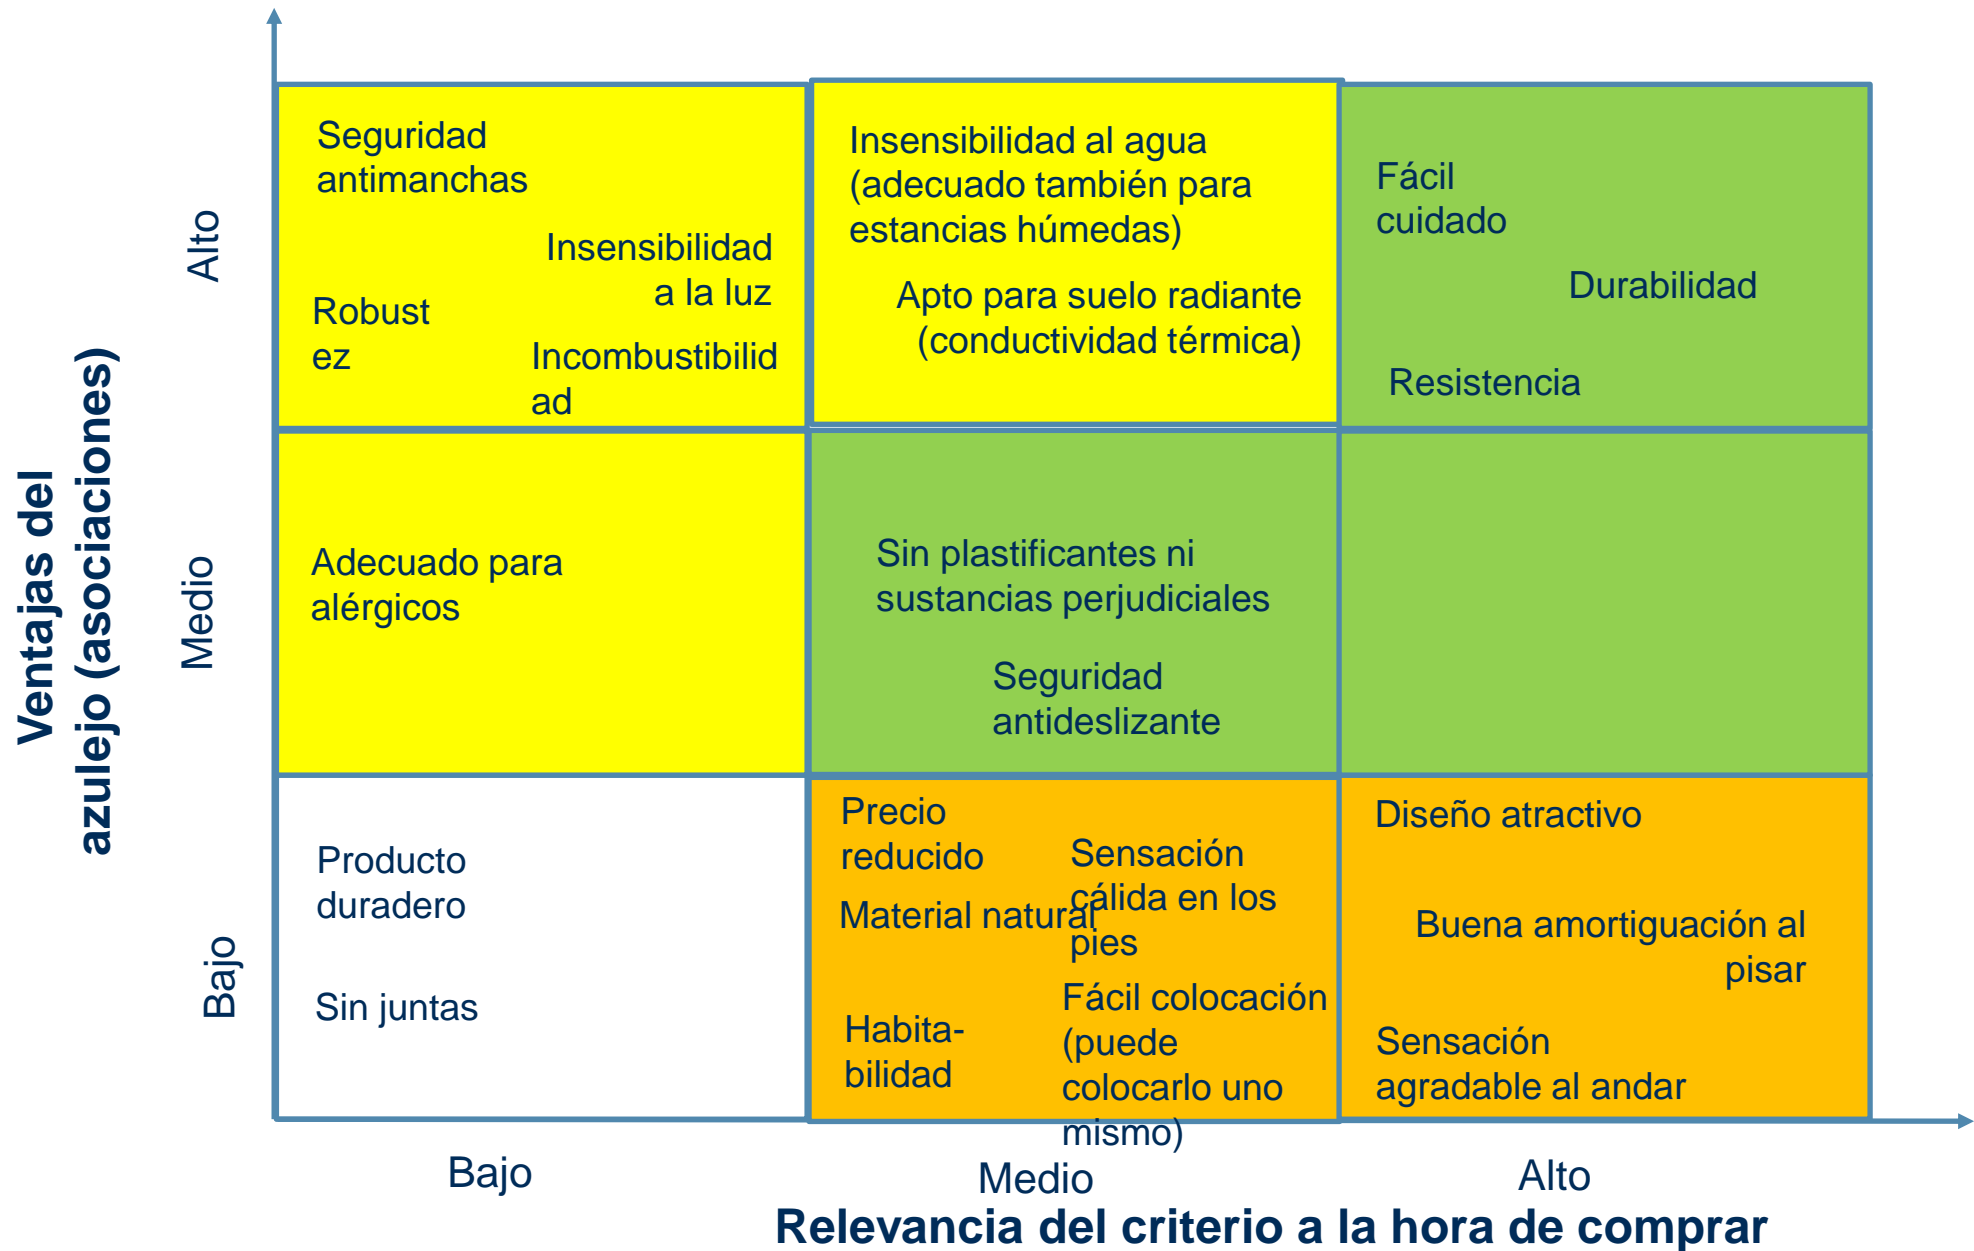 Ventajas del
azulejo (asociaciones)
Alto
Seguridad
antimanchas
Insensibilidad
a la luz
Robust
ez
Incombustibilid
ad
Insensibilidad al agua
(adecuado también para
estancias húmedas)
Apto para suelo radiante
(conductividad térmica)
Fácil
cuidado
Durabilidad
Resistencia
Medio
Adecuado para
alérgicos
Sin plastificantes ni
sustancias perjudiciales
Seguridad
antideslizante
Bajo
Producto
duradero
Sin juntas
Precio
reducido
Material natural
Habita-
bilidad
Sensación
cálida en los
pies
Fácil colocación
(puede
colocarlo uno
mismo)
Diseño atractivo
Buena amortiguación al
pisar
Sensación
agradable al andar
Bajo
Medio
Alto
Relevancia del criterio a la hora de comprar